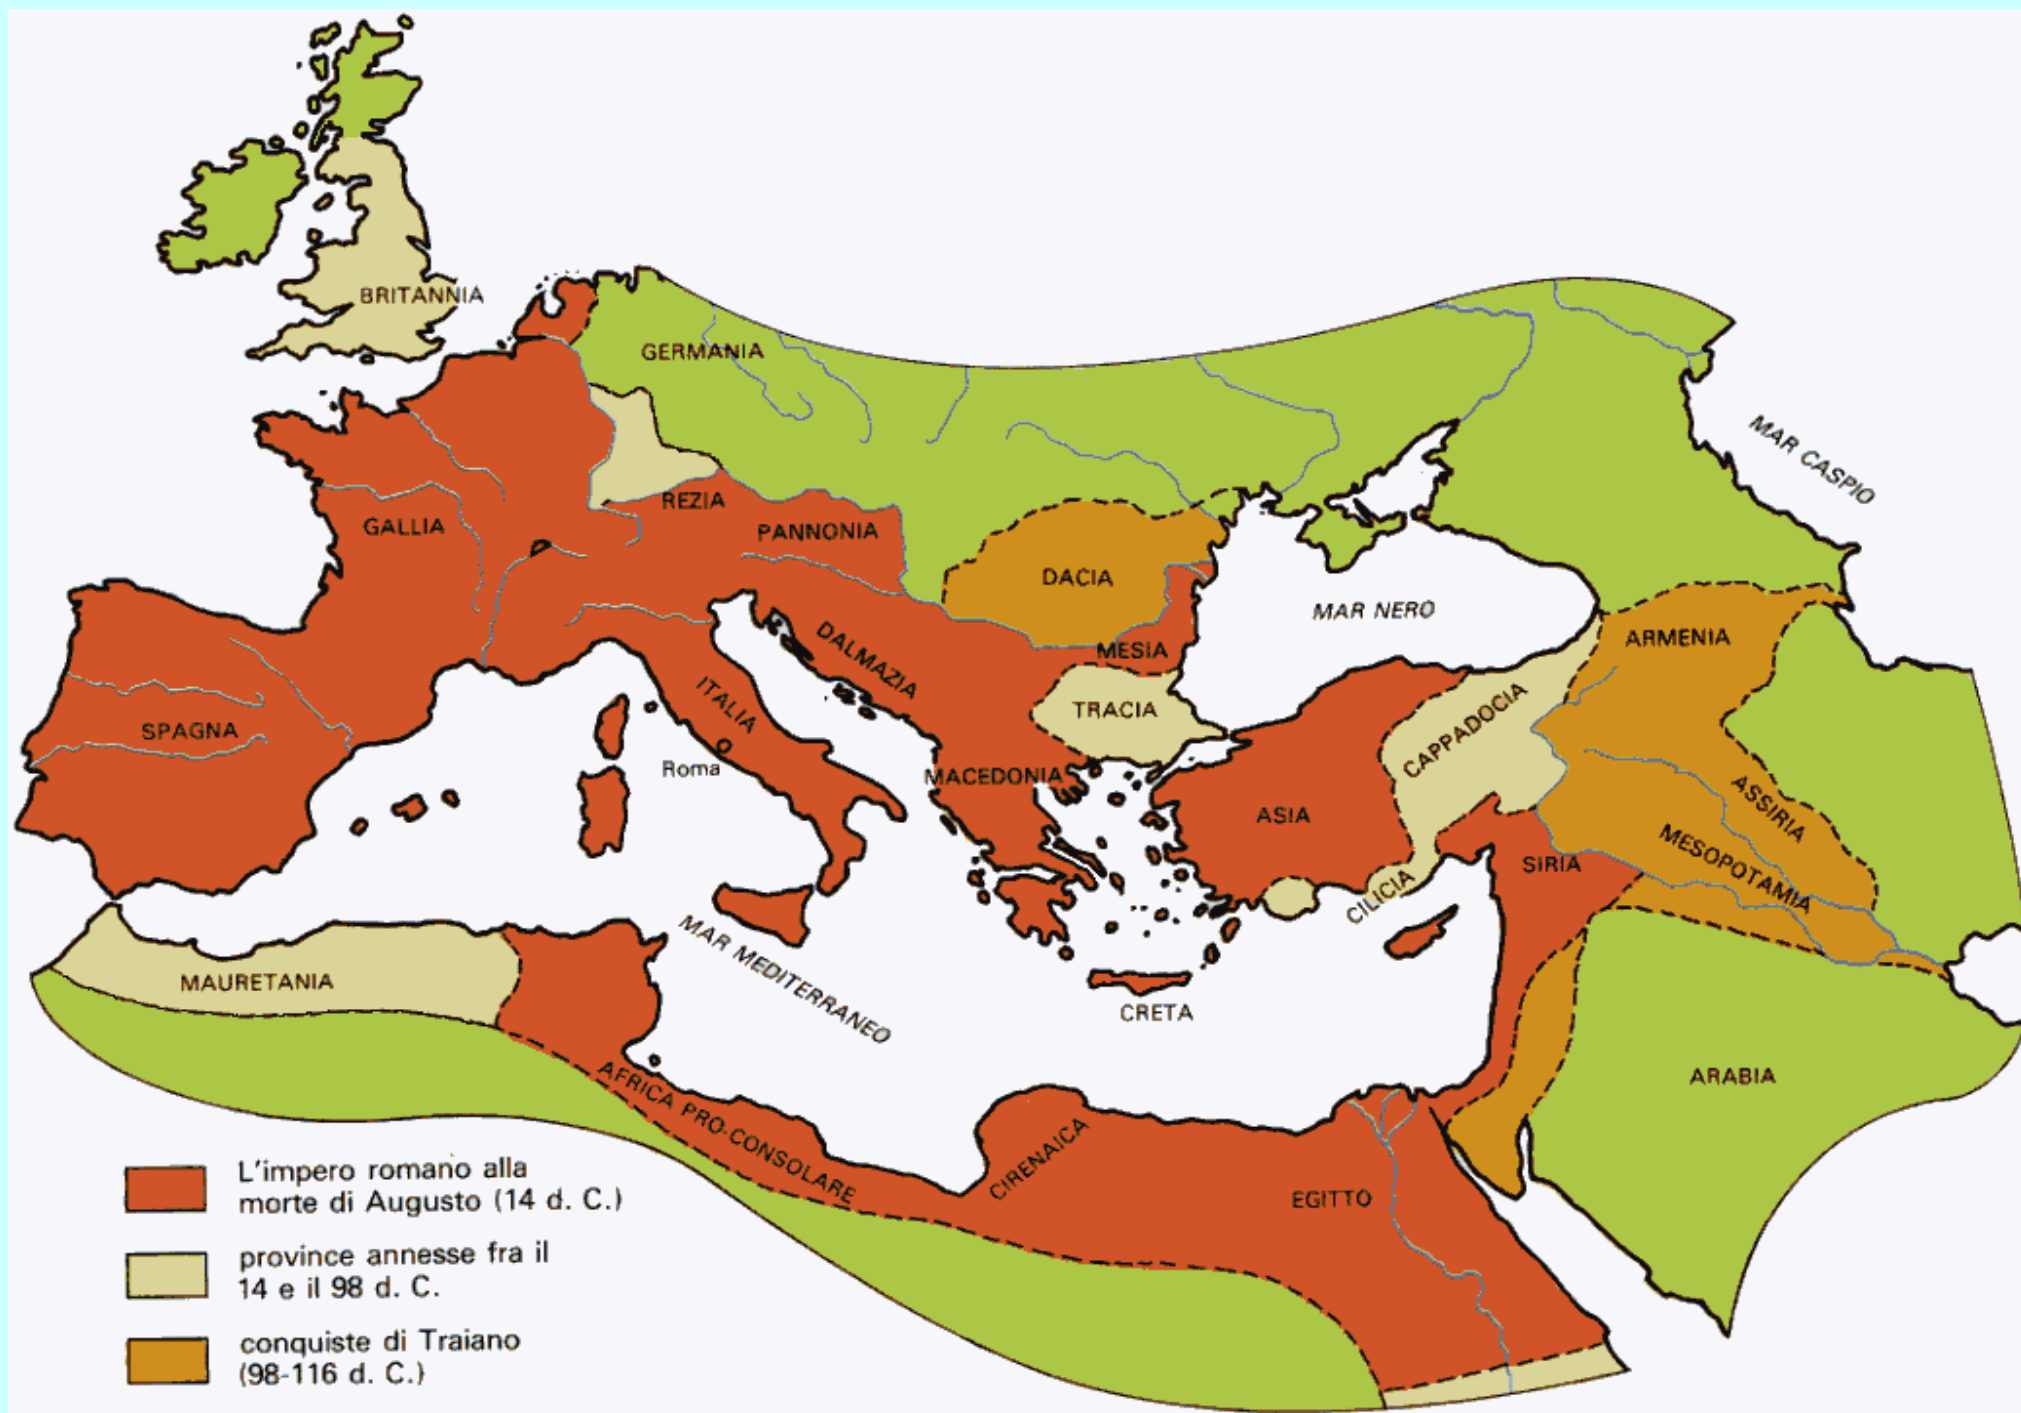 BRITANNIA
GERMANIA
MAR CASPIO
REZIA
GALLIA
PANNONIA
DACIA
MAR NERO
ARMENIA
DALMAZIA
MESIA
ITALIA
TRACIA
CAPPADOCIA
SPAGNA
Roma
MACEDONIA
ASIA
ASSIRIA
MESOPOTAMIA
SIRIA
CILICIA
MAR MEDITERRANEO
MAURETANIA
CRETA
ARABIA
AFRICA PRO-CONSOLARE
CIRENAICA
EGITTO
L'impero romano alla
morte di Augusto (14 d. C.)
province annesse fra il
14 e il 98 d. C.
conquiste di Traiano
(98-116 d. C.)